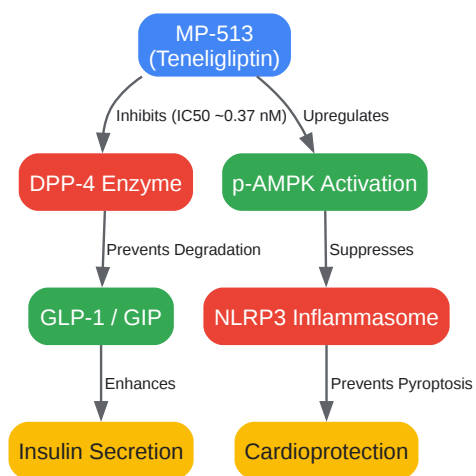 MP-513
(Teneligliptin)
Inhibits (IC50 ~0.37 nM)
Upregulates
DPP-4 Enzyme
p-AMPK Activation
Prevents Degradation
Suppresses
GLP-1 / GIP
NLRP3 Inflammasome
Enhances
Prevents Pyroptosis
Insulin Secretion
Cardioprotection